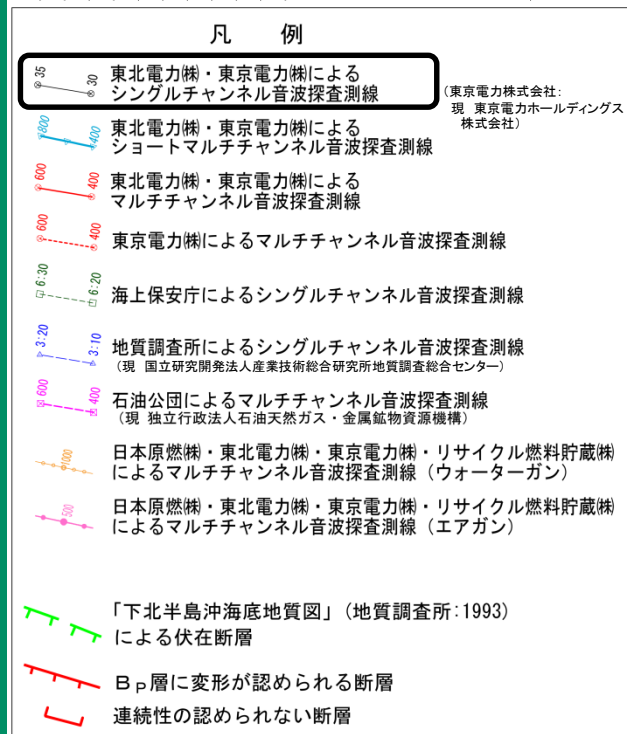 凡 例
35 30
東北電力㈱・東京電力㈱による
シングルチャンネル音波探査測線
(東京電力株式会社:
現 東京電力ホールディングス
株式会社)
800 400
東北電力㈱・東京電力㈱による
ショートマルチチャンネル音波探査測線
600 400
東北電力㈱・東京電力㈱による
マルチチャンネル音波探査測線
600 400
東京電力㈱によるマルチチャンネル音波探査測線
6:30 6:20
海上保安庁によるシングルチャンネル音波探査測線
3:20 3:10
地質調査所によるシングルチャンネル音波探査測線
(現 国立研究開発法人産業技術総合研究所地質調査総合センター)
600 400
石油公団によるマルチチャンネル音波探査測線
(現 独立行政法人石油天然ガス・金属鉱物資源機構)
1000
日本原燃㈱・東北電力㈱・東京電力㈱・リサイクル燃料貯蔵㈱
によるマルチチャンネル音波探査測線(ウォーターガン)
500
日本原燃㈱・東北電力㈱・東京電力㈱・リサイクル燃料貯蔵㈱
によるマルチチャンネル音波探査測線(エアガン)
「下北半島沖海底地質図」(地質調査所:1993)
による伏在断層
Bp層に変形が認められる断層
連続性の認められない断層